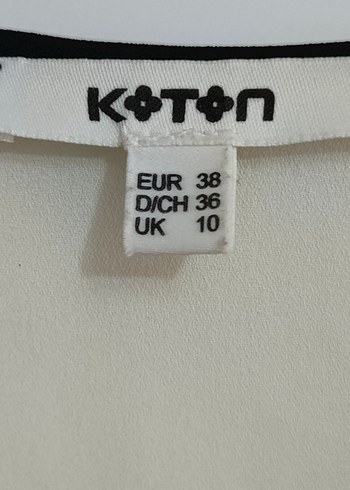 KOTON
EUR 38
D/CH 36
UK 10